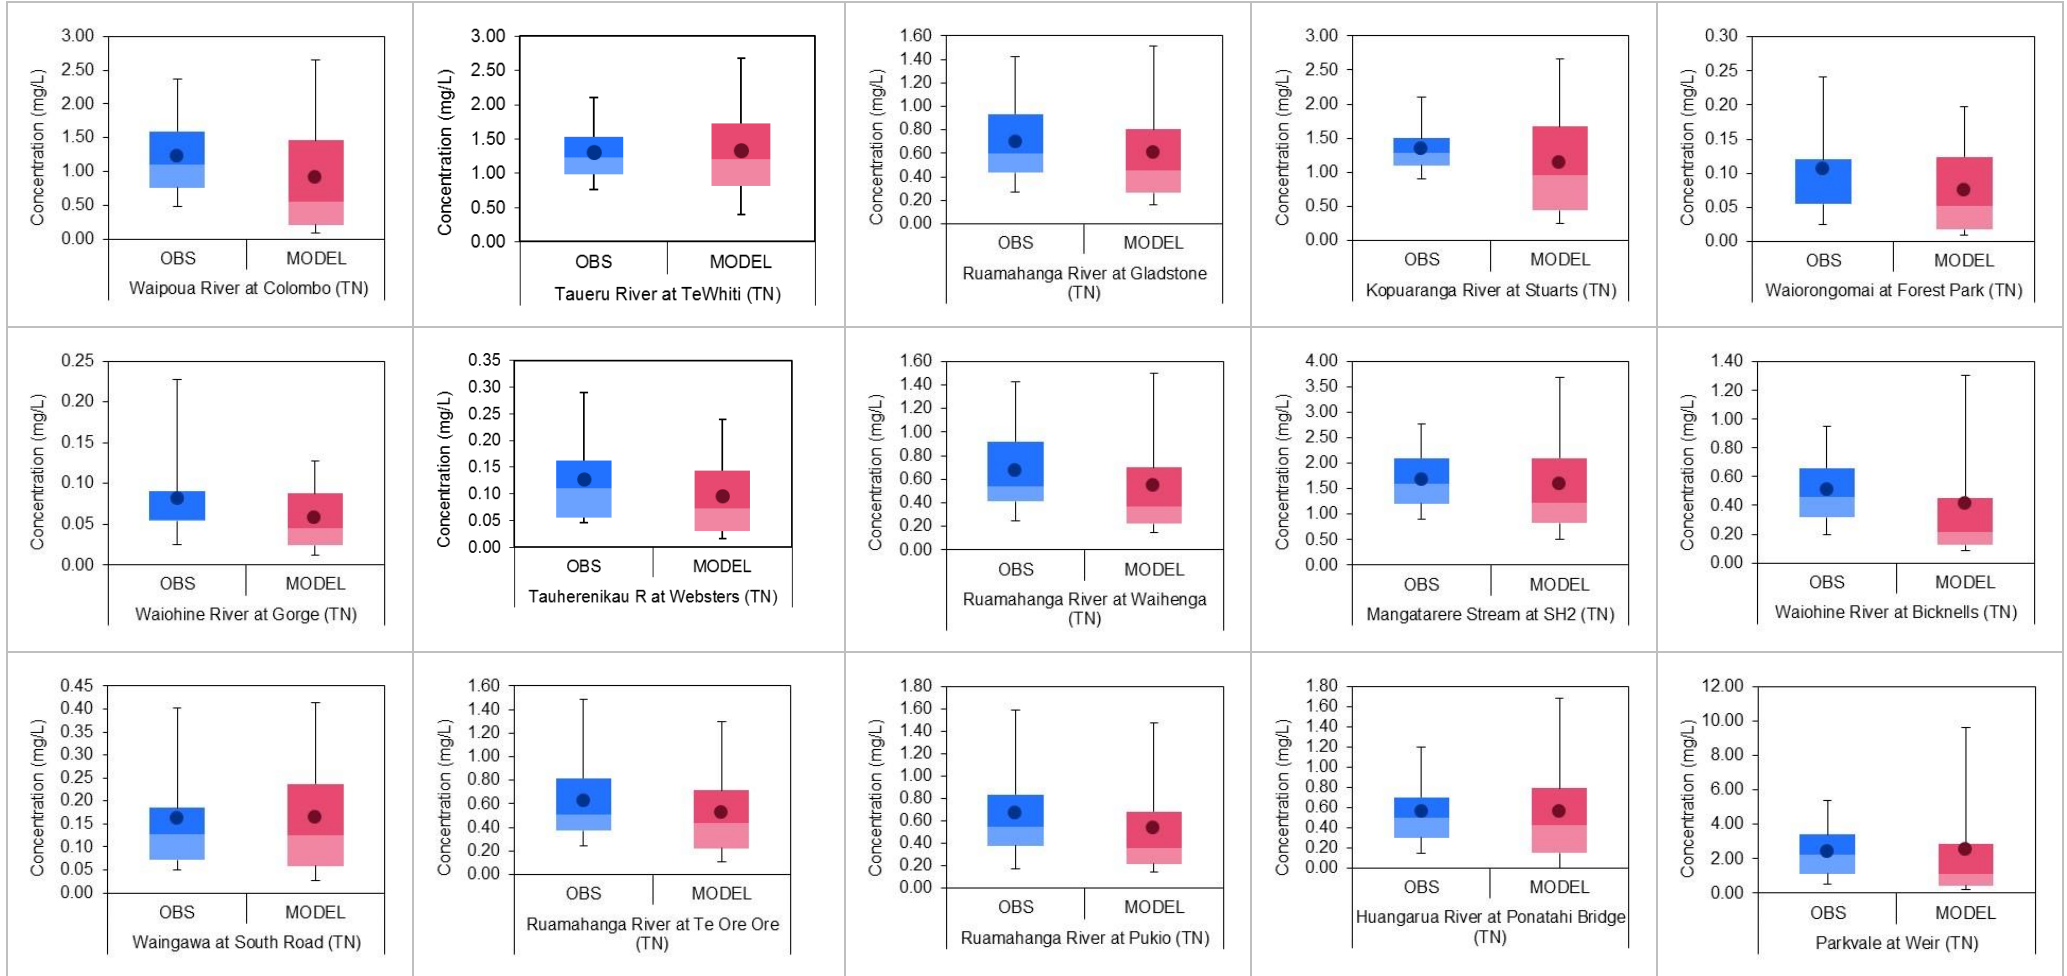 Concentration (mg/L)
3.00
2.50
2.00
1.50
1.00
0.50
0.00
OBS MODEL
Waipoua River at Colombo (TN)
Concentration (mg/L)
3.00
2.50
2.00
1.50
1.00
0.50
0.00
OBS MODEL
Taueru River at TeWhiti (TN)
Concentration (mg/L)
1.60
1.40
1.20
1.00
0.80
0.60
0.40
0.20
0.00
OBS MODEL
Ruamahanga River at Gladstone
(TN)
Concentration (mg/L)
3.00
2.50
2.00
1.50
1.00
0.50
0.00
OBS MODEL
Kopuaranga River at Stuarts (TN)
Concentration (mg/L)
0.30
0.25
0.20
0.15
0.10
0.05
0.00
OBS MODEL
Waiorongomai at Forest Park (TN)
Concentration (mg/L)
0.25
0.20
0.15
0.10
0.05
0.00
OBS MODEL
Waiohine River at Gorge (TN)
Concentration (mg/L)
0.35
0.30
0.25
0.20
0.15
0.10
0.05
0.00
OBS MODEL
Tauherenikau R at Websters (TN)
Concentration (mg/L)
1.60
1.40
1.20
1.00
0.80
0.60
0.40
0.20
0.00
OBS MODEL
Ruamahanga River at Waihenga
(TN)
Concentration (mg/L)
4.00
3.50
3.00
2.50
2.00
1.50
1.00
0.50
0.00
OBS MODEL
Mangatarere Stream at SH2 (TN)
Concentration (mg/L)
1.40
1.20
1.00
0.80
0.60
0.40
0.20
0.00
OBS MODEL
Waiohine River at Bicknells (TN)
Concentration (mg/L)
0.45
0.40
0.35
0.30
0.25
0.20
0.15
0.10
0.05
0.00
OBS MODEL
Waingawa at South Road (TN)
Concentration (mg/L)
1.60
1.40
1.20
1.00
0.80
0.60
0.40
0.20
0.00
OBS MODEL
Ruamahanga River at Te Ore Ore
(TN)
Concentration (mg/L)
1.80
1.60
1.40
1.20
1.00
0.80
0.60
0.40
0.20
0.00
OBS MODEL
Ruamahanga River at Pukio (TN)
Concentration (mg/L)
1.80
1.60
1.40
1.20
1.00
0.80
0.60
0.40
0.20
0.00
OBS MODEL
Huangarua River at Ponatahi Bridge
(TN)
Concentration (mg/L)
12.00
10.00
8.00
6.00
4.00
2.00
0.00
OBS MODEL
Parkvale at Weir (TN)